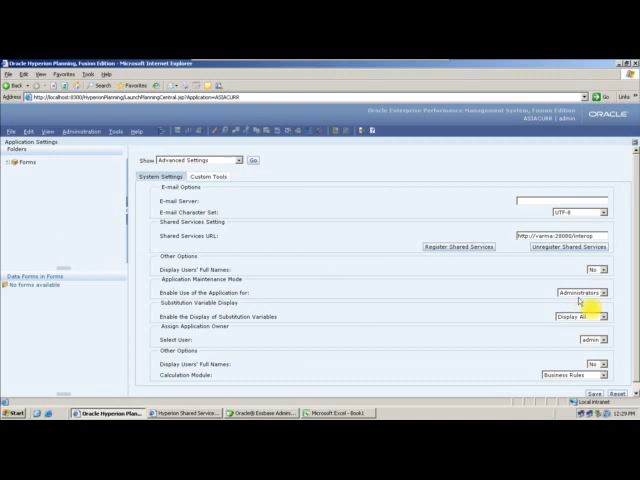 Oracle Hyperion Planning, Fusion Edition - Microsoft Internet Explorer
File Edit View Favorites Tools Help
Back Search Favorites
Address http://localhost:8300/HyperionPlanning/LaunchPlanningCentral.jsp?Application=ASIACURR Go Links
Oracle Enterprise Performance Management System, Fusion Edition
ASIACURR | admin
ORACLE
File Edit View Administration Tools Help
Application Settings
Folders
Forms
Show Advanced Settings Go
System Settings Custom Tools
E-mail Options
E-mail Server:
E-mail Character Set: UTF-8
Shared Services Setting
Shared Services URL: http://varma:28080/interop
Register Shared Services Unregister Shared Services
Other Options
Display Users' Full Names: No
Application Maintenance Mode
Enable Use of the Application for: Administrators
Substitution Variable Display
Enable the Display of Substitution Variables Display All
Assign Application Owner
Select User: admin
Other Options
Display Users' Full Names: No
Calculation Module: Business Rules
Save Reset
Data Forms in Forms
No forms available
Local intranet
Start Oracle Hyperion Plan... Hyperion Shared Service... Oracle@ Essbase Admini... Microsoft Excel - Book1 12:29 PM